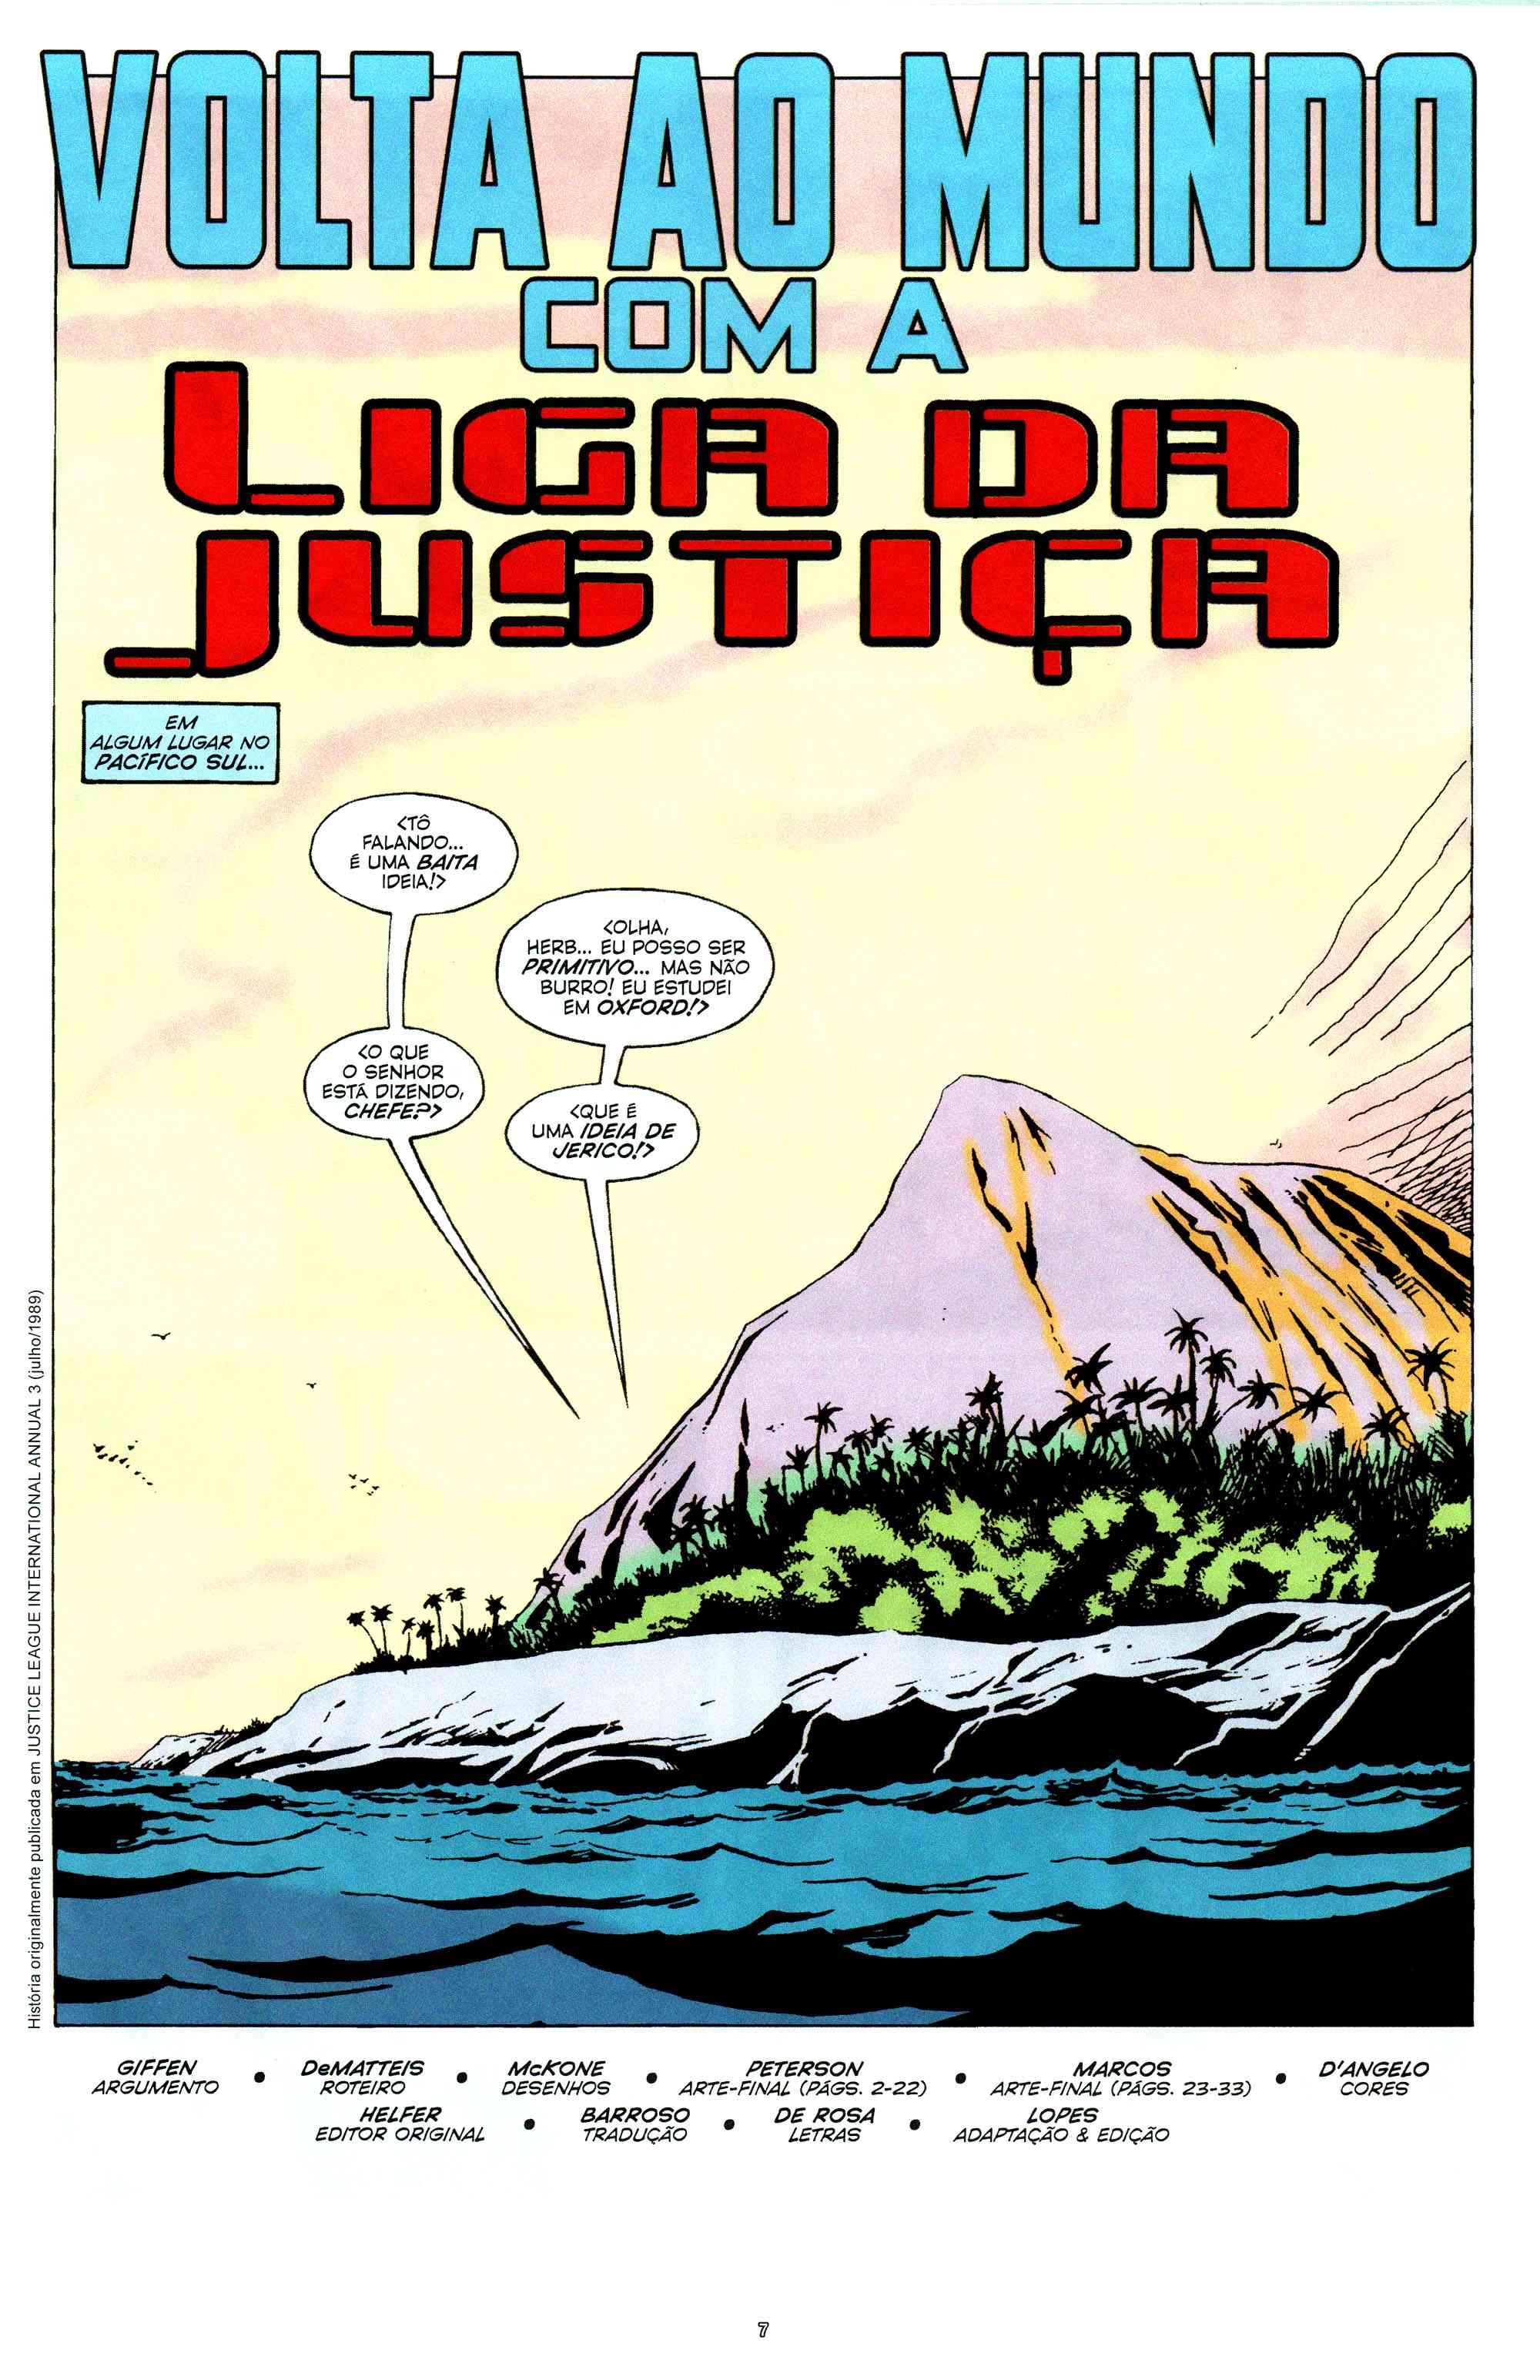 VOLTA AO MUNDO
COM A
LIGA DA
JUSTIÇA
EM
ALGUM LUGAR NO
PACÍFICO SUL...
<TÔ
FALANDO...
É UMA BAITA
IDEIA!>
<OLHA,
HERB... EU POSSO SER
PRIMITIVO... MAS NÃO
BURRO! EU ESTUDEI
EM OXFORD!>
<O QUE
O SENHOR
ESTÁ DIZENDO,
CHEFE?>
<QUE É
UMA IDEIA DE
JERICO!>
História originalmente publicada em JUSTICE LEAGUE INTERNATIONAL ANNUAL 3 (julho/1989)
GIFFEN • DeMATTEIS • McKONE • PETERSON • MARCOS • D'ANGELO
ARGUMENTO ROTEIRO DESENHOS ARTE-FINAL (PÁGS. 2-22) ARTE-FINAL (PÁGS. 23-33) CORES
HELFER • BARROSO • DE ROSA • LOPES
EDITOR ORIGINAL TRADUÇÃO LETRAS ADAPTAÇÃO & EDIÇÃO
7